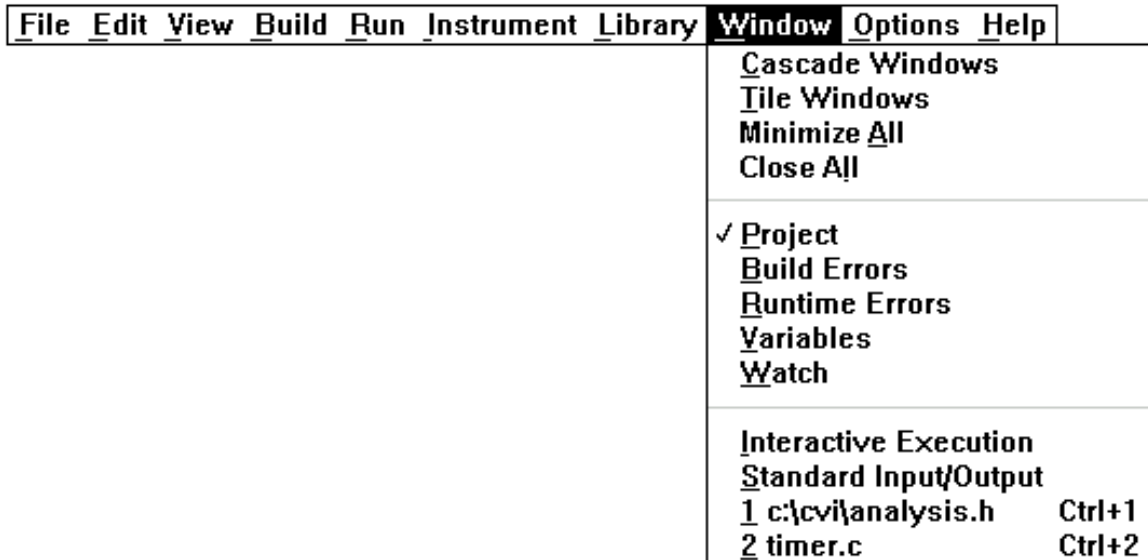 File Edit View Build Run Instrument Library Window Options Help
Cascade Windows
Tile Windows
Minimize All
Close All
✓ Project
Build Errors
Runtime Errors
Variables
Watch
Interactive Execution
Standard Input/Output
1 c:\cvi\analysis.h Ctrl+1
2 timer.c Ctrl+2